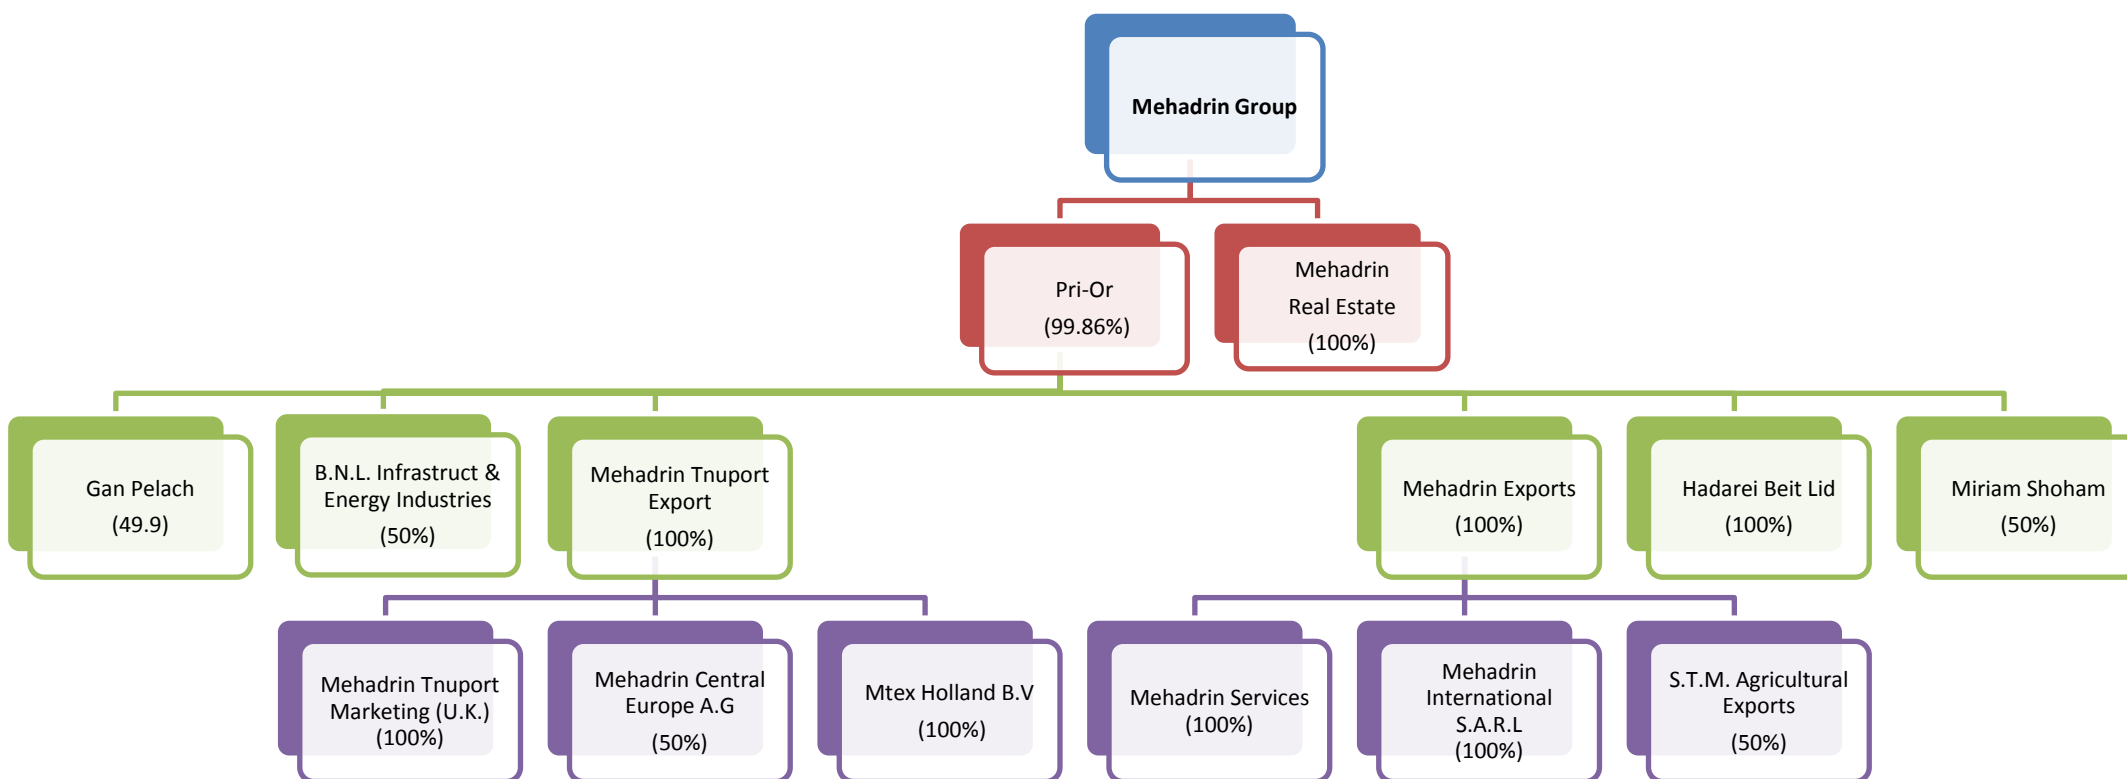 Mehadrin Group
Pri-Or
(99.86%)
Mehadrin
Real Estate
(100%)
Gan Pelach
(49.9)
B.N.L. Infrastruct &
Energy Industries
(50%)
Mehadrin Tnuport
Export
(100%)
Mehadrin Exports
(100%)
Hadarei Beit Lid
(100%)
Miriam Shoham
(50%)
Mehadrin Tnuport
Marketing (U.K.)
(100%)
Mehadrin Central
Europe A.G
(50%)
Mtex Holland B.V
(100%)
Mehadrin Services
(100%)
Mehadrin
International
S.A.R.L
(100%)
S.T.M. Agricultural
Exports
(50%)